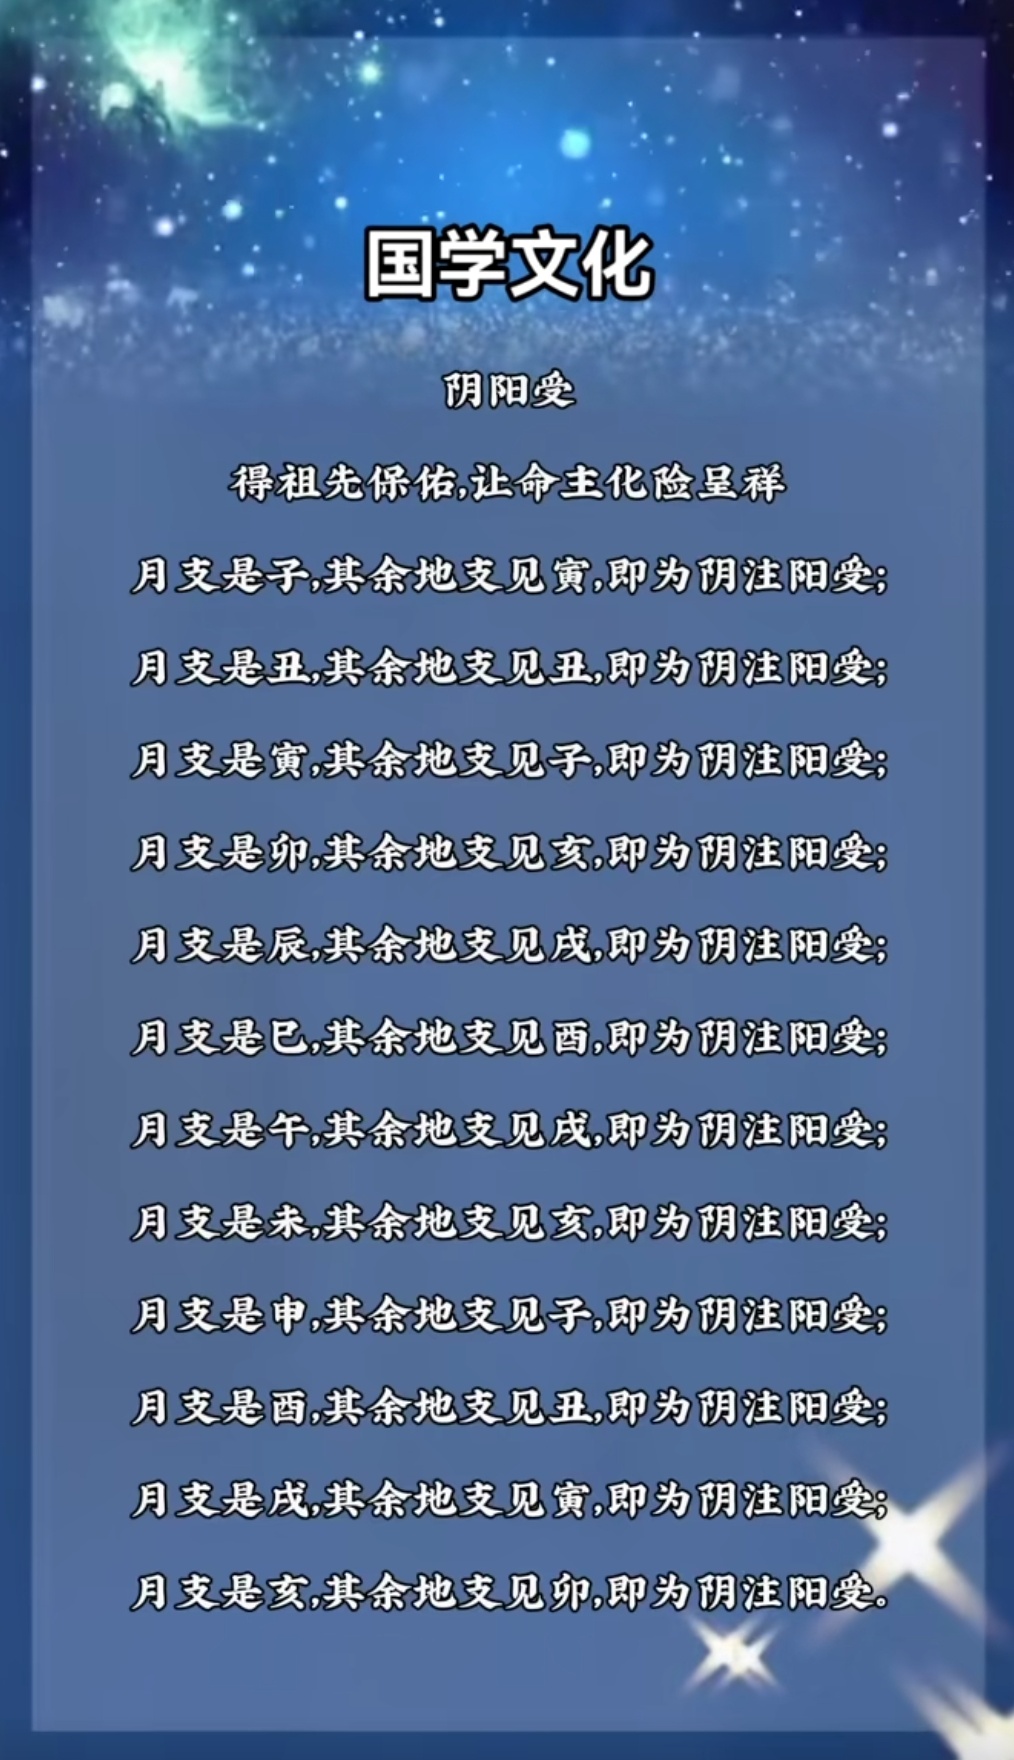 国学文化
阴阳受
得祖先保佑,让命主化险呈祥
月支是子,其余地支见寅,即为阴注阳受;
月支是丑,其余地支见丑,即为阴注阳受;
月支是寅,其余地支见子,即为阴注阳受;
月支是卯,其余地支见亥,即为阴注阳受;
月支是辰,其余地支见戌,即为阴注阳受;
月支是巳,其余地支见酉,即为阴注阳受;
月支是午,其余地支见戌,即为阴注阳受;
月支是未,其余地支见亥,即为阴注阳受;
月支是申,其余地支见子,即为阴注阳受;
月支是酉,其余地支见丑,即为阴注阳受;
月支是戌,其余地支见寅,即为阴注阳受;
月支是亥,其余地支见卯,即为阴注阳受。